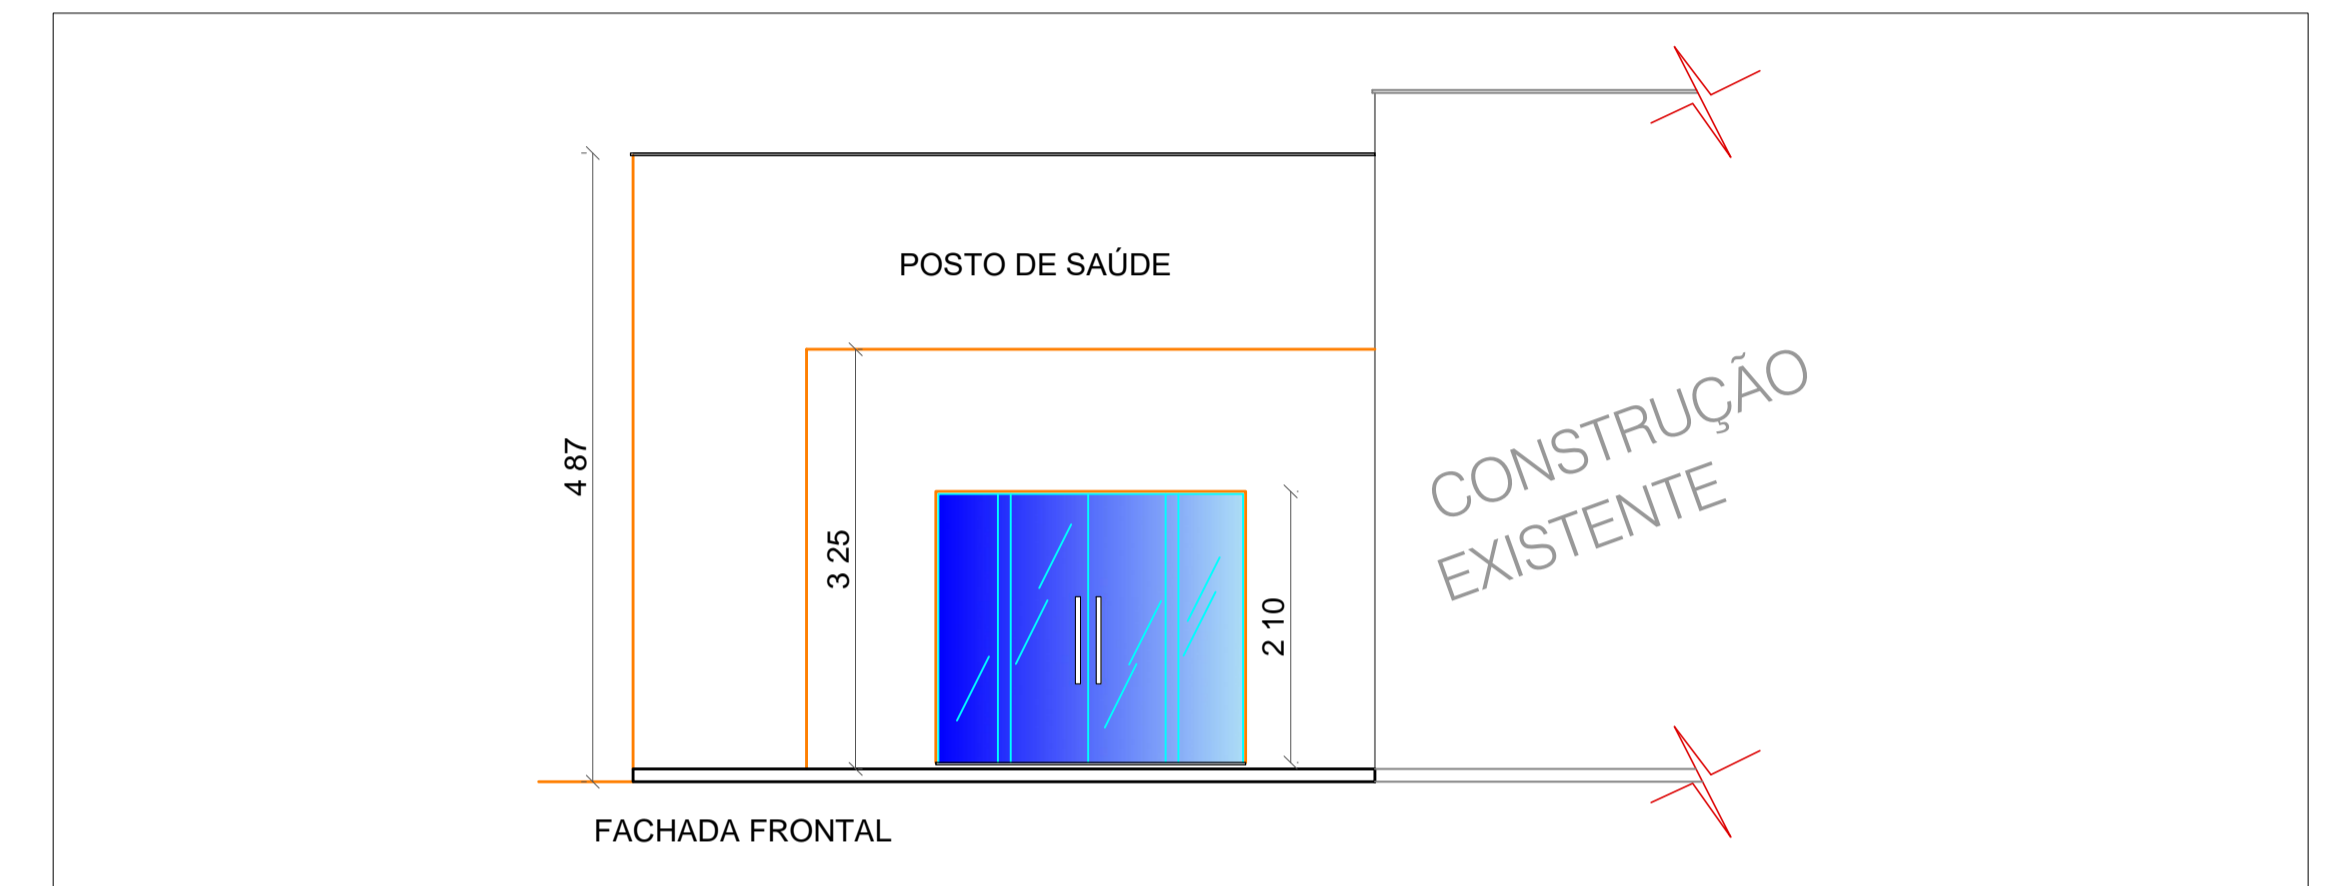 POSTO DE SAÚDE
4 87
3 25
2 10
CONSTRUÇÃO
EXISTENTE
FACHADA FRONTAL